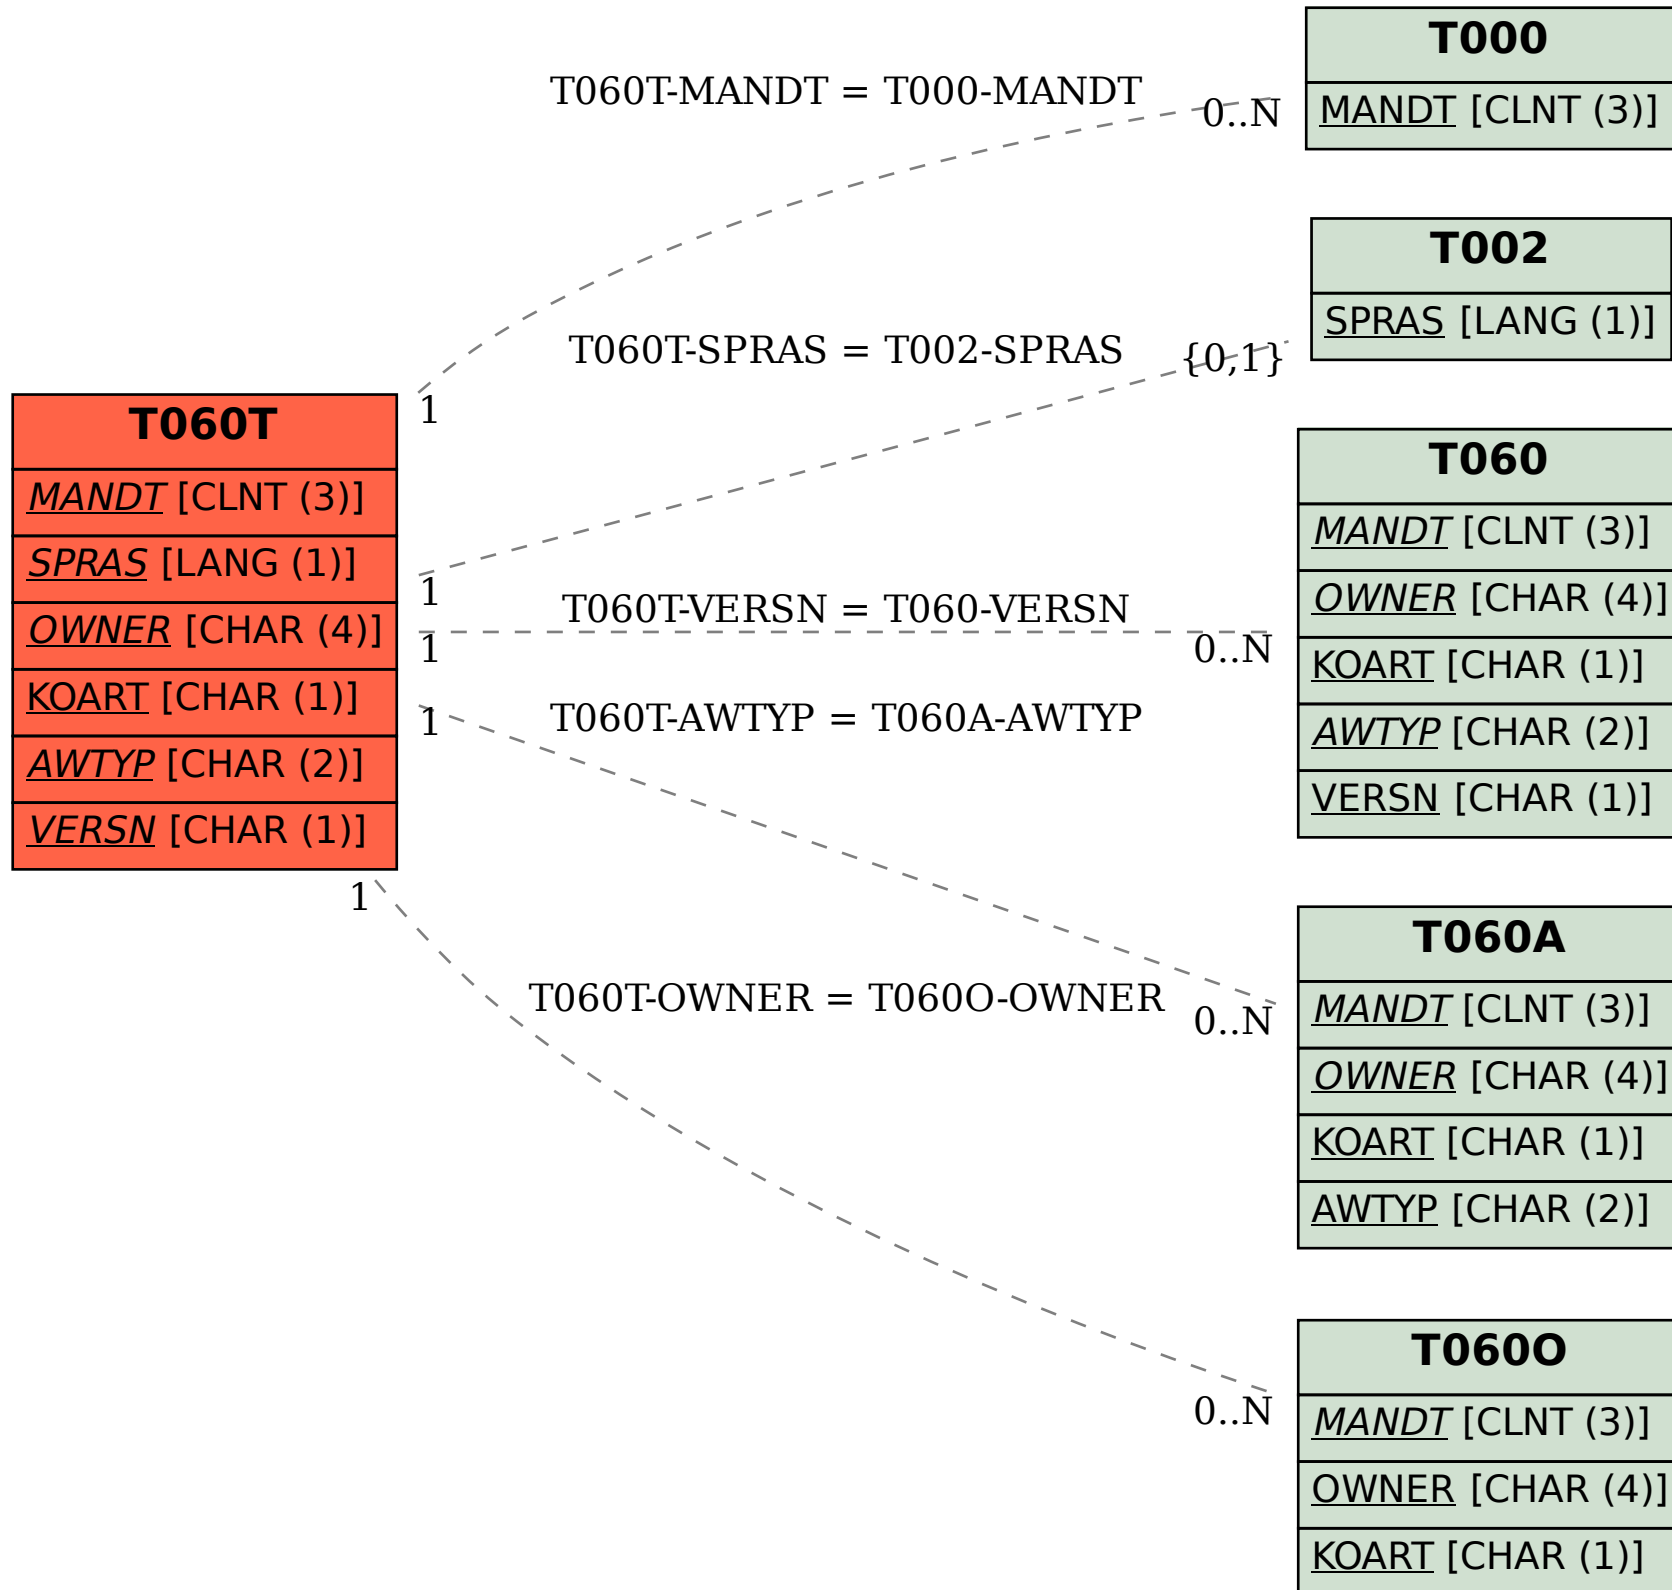 T000
MANDT [CLNT (3)]
T060T-MANDT = T000-MANDT
0..N
1
T002
SPRAS [LANG (1)]
T060T-SPRAS = T002-SPRAS
{0,1}
1
T060T
MANDT [CLNT (3)]
SPRAS [LANG (1)]
OWNER [CHAR (4)]
KOART [CHAR (1)]
AWTYP [CHAR (2)]
VERSN [CHAR (1)]
T060
MANDT [CLNT (3)]
OWNER [CHAR (4)]
KOART [CHAR (1)]
AWTYP [CHAR (2)]
VERSN [CHAR (1)]
T060T-VERSN = T060-VERSN
1
0..N
T060T-AWTYP = T060A-AWTYP
1
0..N
T060A
MANDT [CLNT (3)]
OWNER [CHAR (4)]
KOART [CHAR (1)]
AWTYP [CHAR (2)]
1
T060T-OWNER = T060O-OWNER
0..N
T060O
MANDT [CLNT (3)]
OWNER [CHAR (4)]
KOART [CHAR (1)]